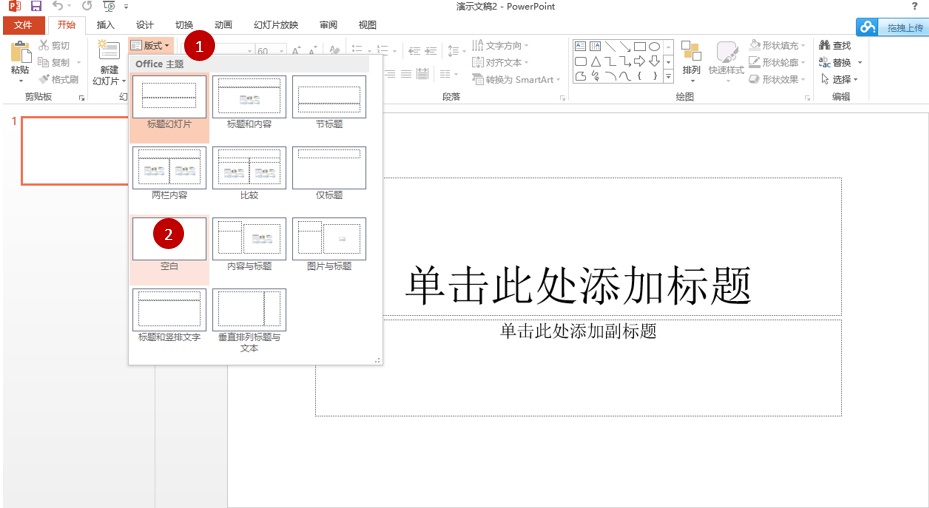 演示文稿2 - PowerPoint
?
文件 开始 插入 设计 切换 动画 幻灯片放映 审阅 视图
拖拽上传
粘贴
剪切
复制
格式刷
剪贴板
新建
幻灯片
版式
1
60
文字方向
对齐文本
转换为 SmartArt
段落
排列
快速样式
形状填充
形状轮廓
形状效果
绘图
查找
替换
选择
编辑
Office 主题
标题幻灯片 标题和内容 节标题
两栏内容 比较 仅标题
2
空白 内容与标题 图片与标题
标题和竖排文字 垂直排列标题与
文本
1
单击此处添加标题
单击此处添加副标题